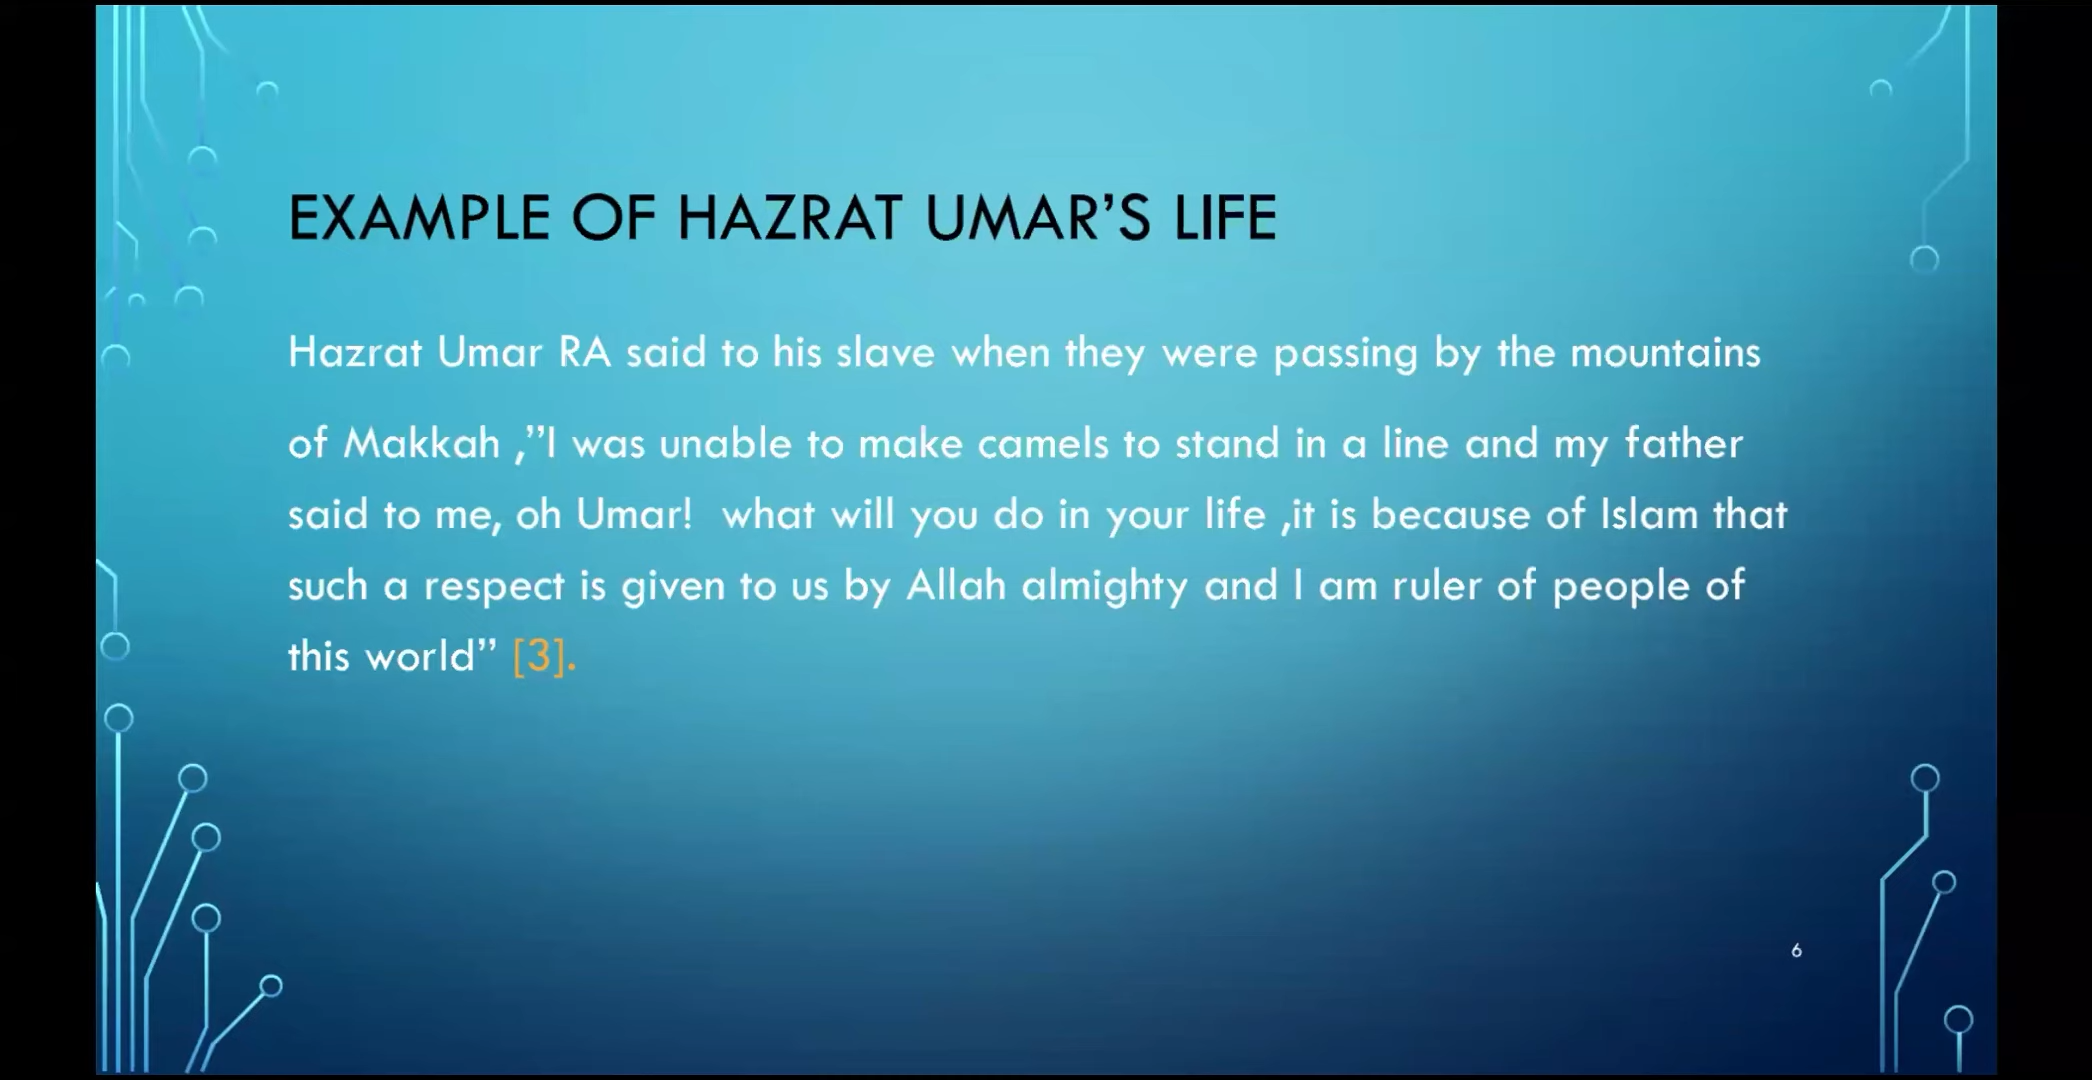 EXAMPLE OF HAZRAT UMAR’S LIFE
Hazrat Umar RA said to his slave when they were passing by the mountains
of Makkah ,”I was unable to make camels to stand in a line and my father
said to me, oh Umar!  what will you do in your life ,it is because of Islam that
such a respect is given to us by Allah almighty and I am ruler of people of
this world” [3].
6